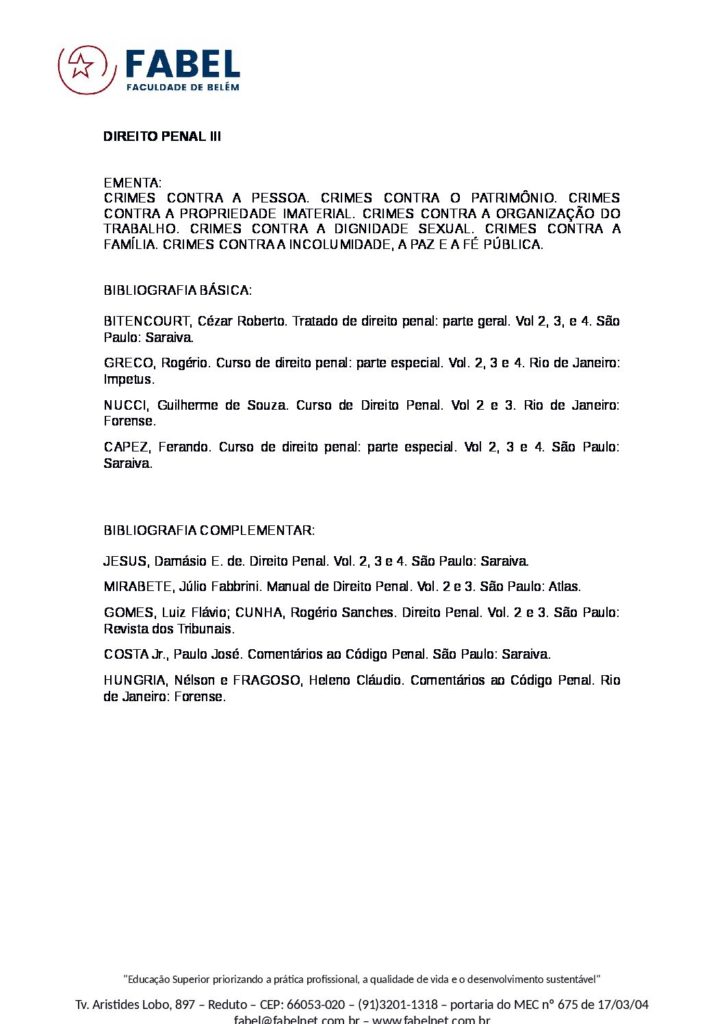 FABEL
FACULDADE DE BELÉM
DIREITO PENAL III
EMENTA:
CRIMES CONTRA A PESSOA. CRIMES CONTRA O PATRIMÔNIO. CRIMES
CONTRA A PROPRIEDADE IMATERIAL. CRIMES CONTRA A ORGANIZAÇÃO DO
TRABALHO. CRIMES CONTRA A DIGNIDADE SEXUAL. CRIMES CONTRA A
FAMÍLIA. CRIMES CONTRA A INCOLUMIDADE, A PAZ E A FÉ PÚBLICA.
BIBLIOGRAFIA BÁSICA:
BITENCOURT, Cézar Roberto. Tratado de direito penal: parte geral. Vol 2, 3, e 4. São
Paulo: Saraiva.
GRECO, Rogério. Curso de direito penal: parte especial. Vol. 2, 3 e 4. Rio de Janeiro:
Impetus.
NUCCI, Guilherme de Souza. Curso de Direito Penal. Vol 2 e 3. Rio de Janeiro:
Forense.
CAPEZ, Ferando. Curso de direito penal: parte especial. Vol 2, 3 e 4. São Paulo:
Saraiva.
BIBLIOGRAFIA COMPLEMENTAR:
JESUS, Damásio E. de. Direito Penal. Vol. 2, 3 e 4. São Paulo: Saraiva.
MIRABETE, Júlio Fabbrini. Manual de Direito Penal. Vol. 2 e 3. São Paulo: Atlas.
GOMES, Luiz Flávio; CUNHA, Rogério Sanches. Direito Penal. Vol. 2 e 3. São Paulo:
Revista dos Tribunais.
COSTA Jr., Paulo José. Comentários ao Código Penal. São Paulo: Saraiva.
HUNGRIA, Nélson e FRAGOSO, Heleno Cláudio. Comentários ao Código Penal. Rio
de Janeiro: Forense.
"Educação Superior priorizando a prática profissional, a qualidade de vida e o desenvolvimento sustentável"
Tv. Aristides Lobo, 897 – Reduto – CEP: 66053-020 – (91)3201-1318 – portaria do MEC nº 675 de 17/03/04
fabel@fabelnet.com.br – www.fabelnet.com.br